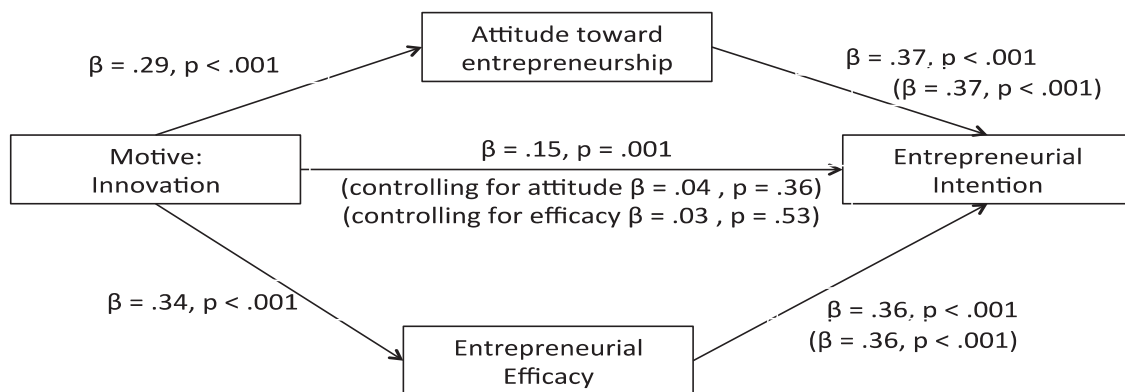 Attitude toward
entrepreneurship
β = .29, p < .001
β = .37, p < .001
(β = .37, p < .001)
Motive:
Innovation
β = .15, p = .001
(controlling for attitude β = .04 , p = .36)
(controlling for efficacy β = .03 , p = .53)
Entrepreneurial
Intention
β = .34, p < .001
β = .36, p < .001
(β = .36, p < .001)
Entrepreneurial
Efficacy